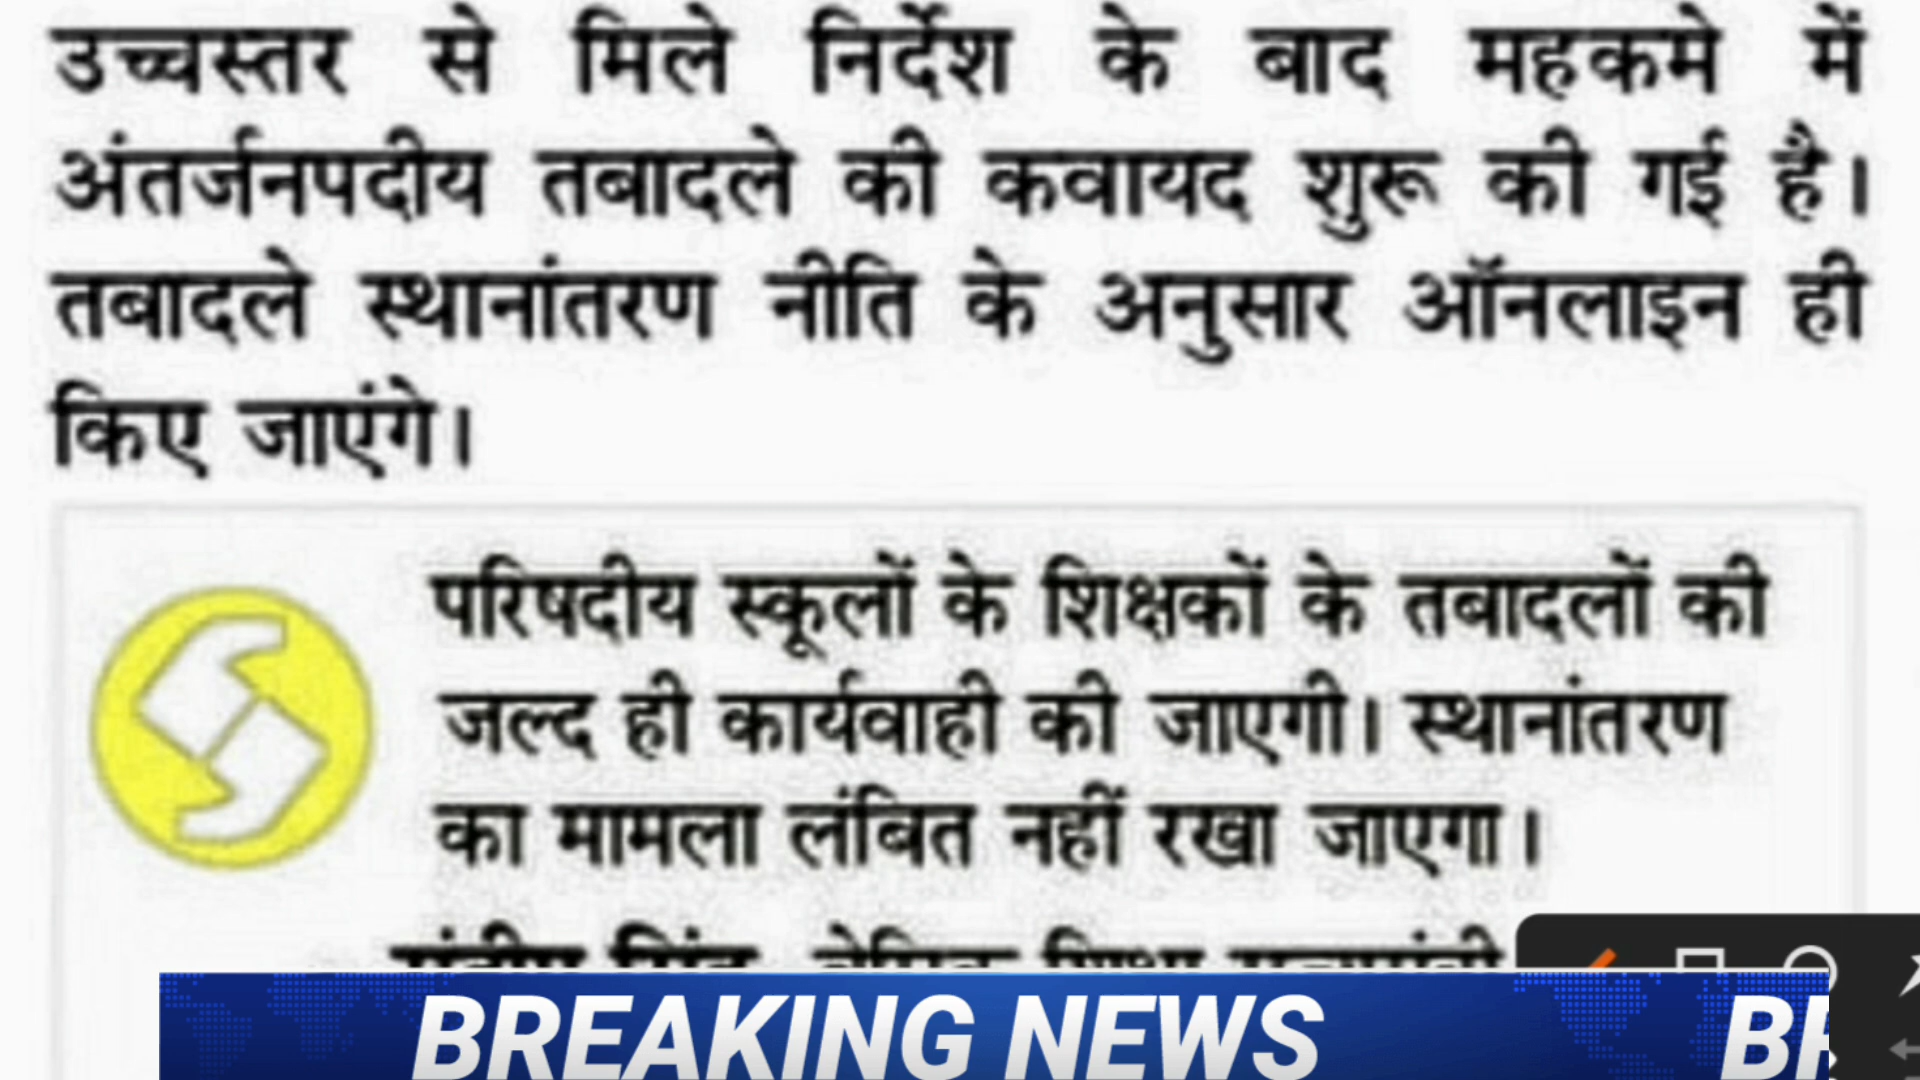 उच्चस्तर से मिले निर्देश के बाद महकमे में
अंतर्जनपदीय तबादले की कवायद शुरू की गई है।
तबादले स्थानांतरण नीति के अनुसार ऑनलाइन ही
किए जाएंगे।
परिषदीय स्कूलों के शिक्षकों के तबादलों की
जल्द ही कार्यवाही की जाएगी। स्थानांतरण
का मामला लंबित नहीं रखा जाएगा।
BREAKING NEWS